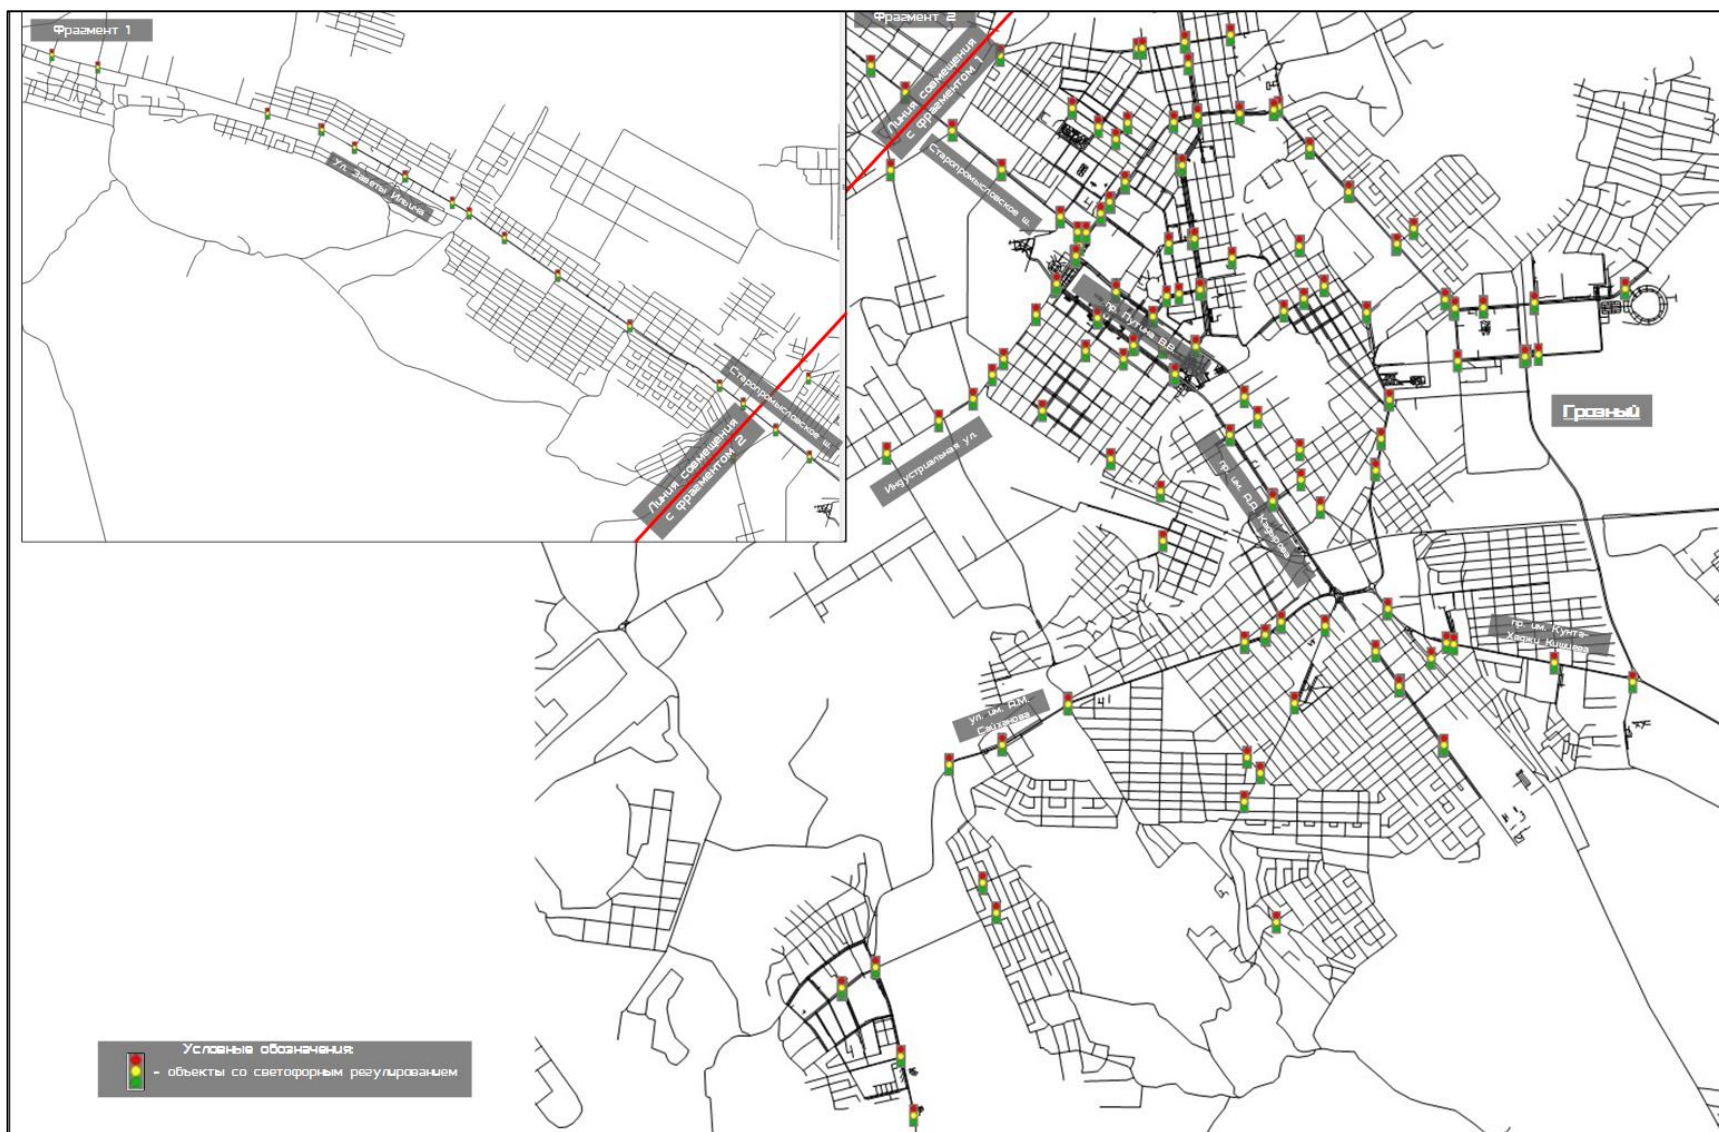 Фрагмент 1
Ул. Заветы Ильича
Старопромысловское ш.
Линия совмещения
с фрагментом 2
Фрагмент 2
Линия совмещения
с фрагментом 1
Старопромысловское ш.
пр. Путина В.В.
Грозный
Индустриальная ул.
пр. им. А.А. Кадырова
пр. им. Кунта-
Хаджи Кишиева
ул. им. А.М.
Сайханова
Условные обозначения:
- объекты со светофорным регулированием